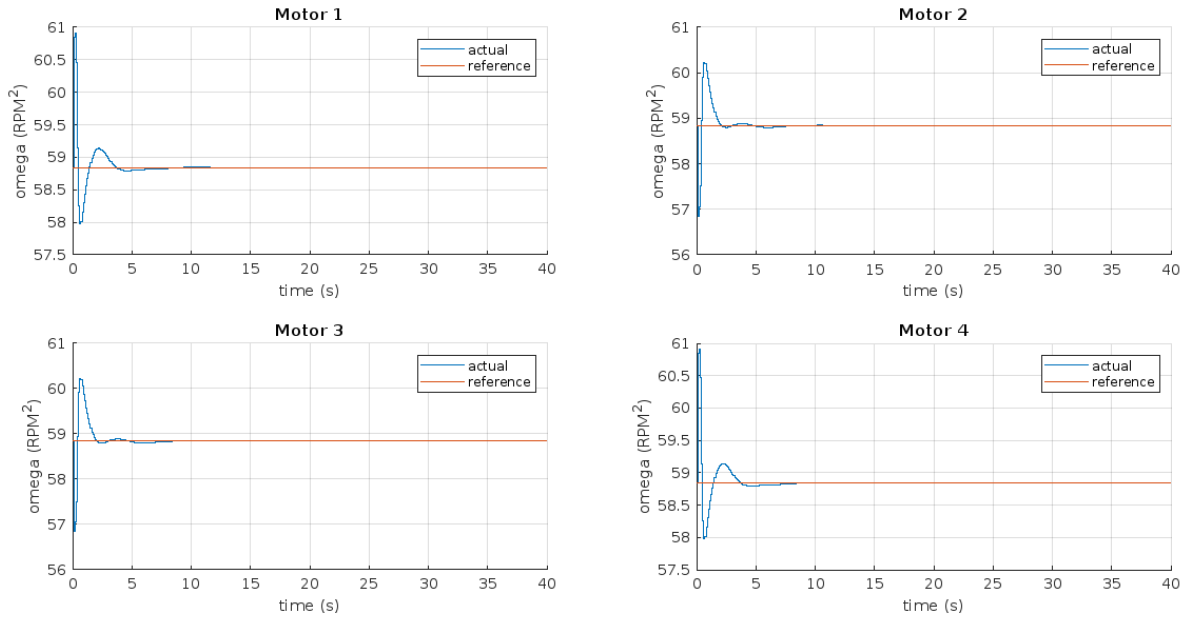 Motor 1
61
60.5
60
59.5
59
58.5
58
57.5
omega (RPM²)
actual
reference
0 5 10 15 20 25 30 35 40
time (s)
Motor 2
61
60
59
58
57
56
omega (RPM²)
actual
reference
0 5 10 15 20 25 30 35 40
time (s)
Motor 3
61
60
59
58
57
56
omega (RPM²)
actual
reference
0 5 10 15 20 25 30 35 40
time (s)
Motor 4
61
60.5
60
59.5
59
58.5
58
57.5
omega (RPM²)
actual
reference
0 5 10 15 20 25 30 35 40
time (s)